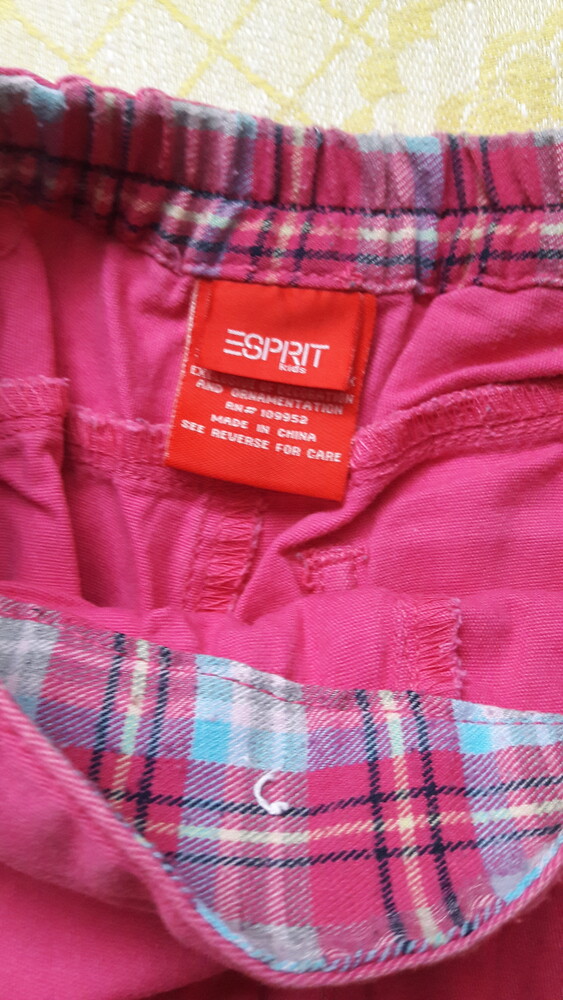 ESPRIT
kids
AND ORNAMENTATION
RN# 109952
MADE IN CHINA
SEE REVERSE FOR CARE